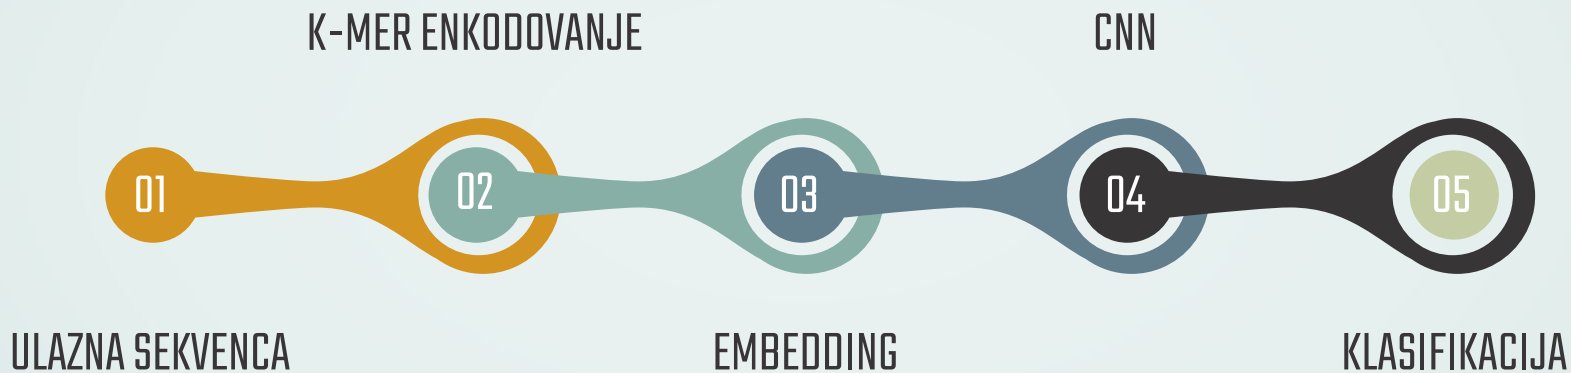 K-MER ENKODOVANJE
CNN
01
02
03
04
05
ULAZNA SEKVENCA
EMBEDDING
KLASIFIKACIJA